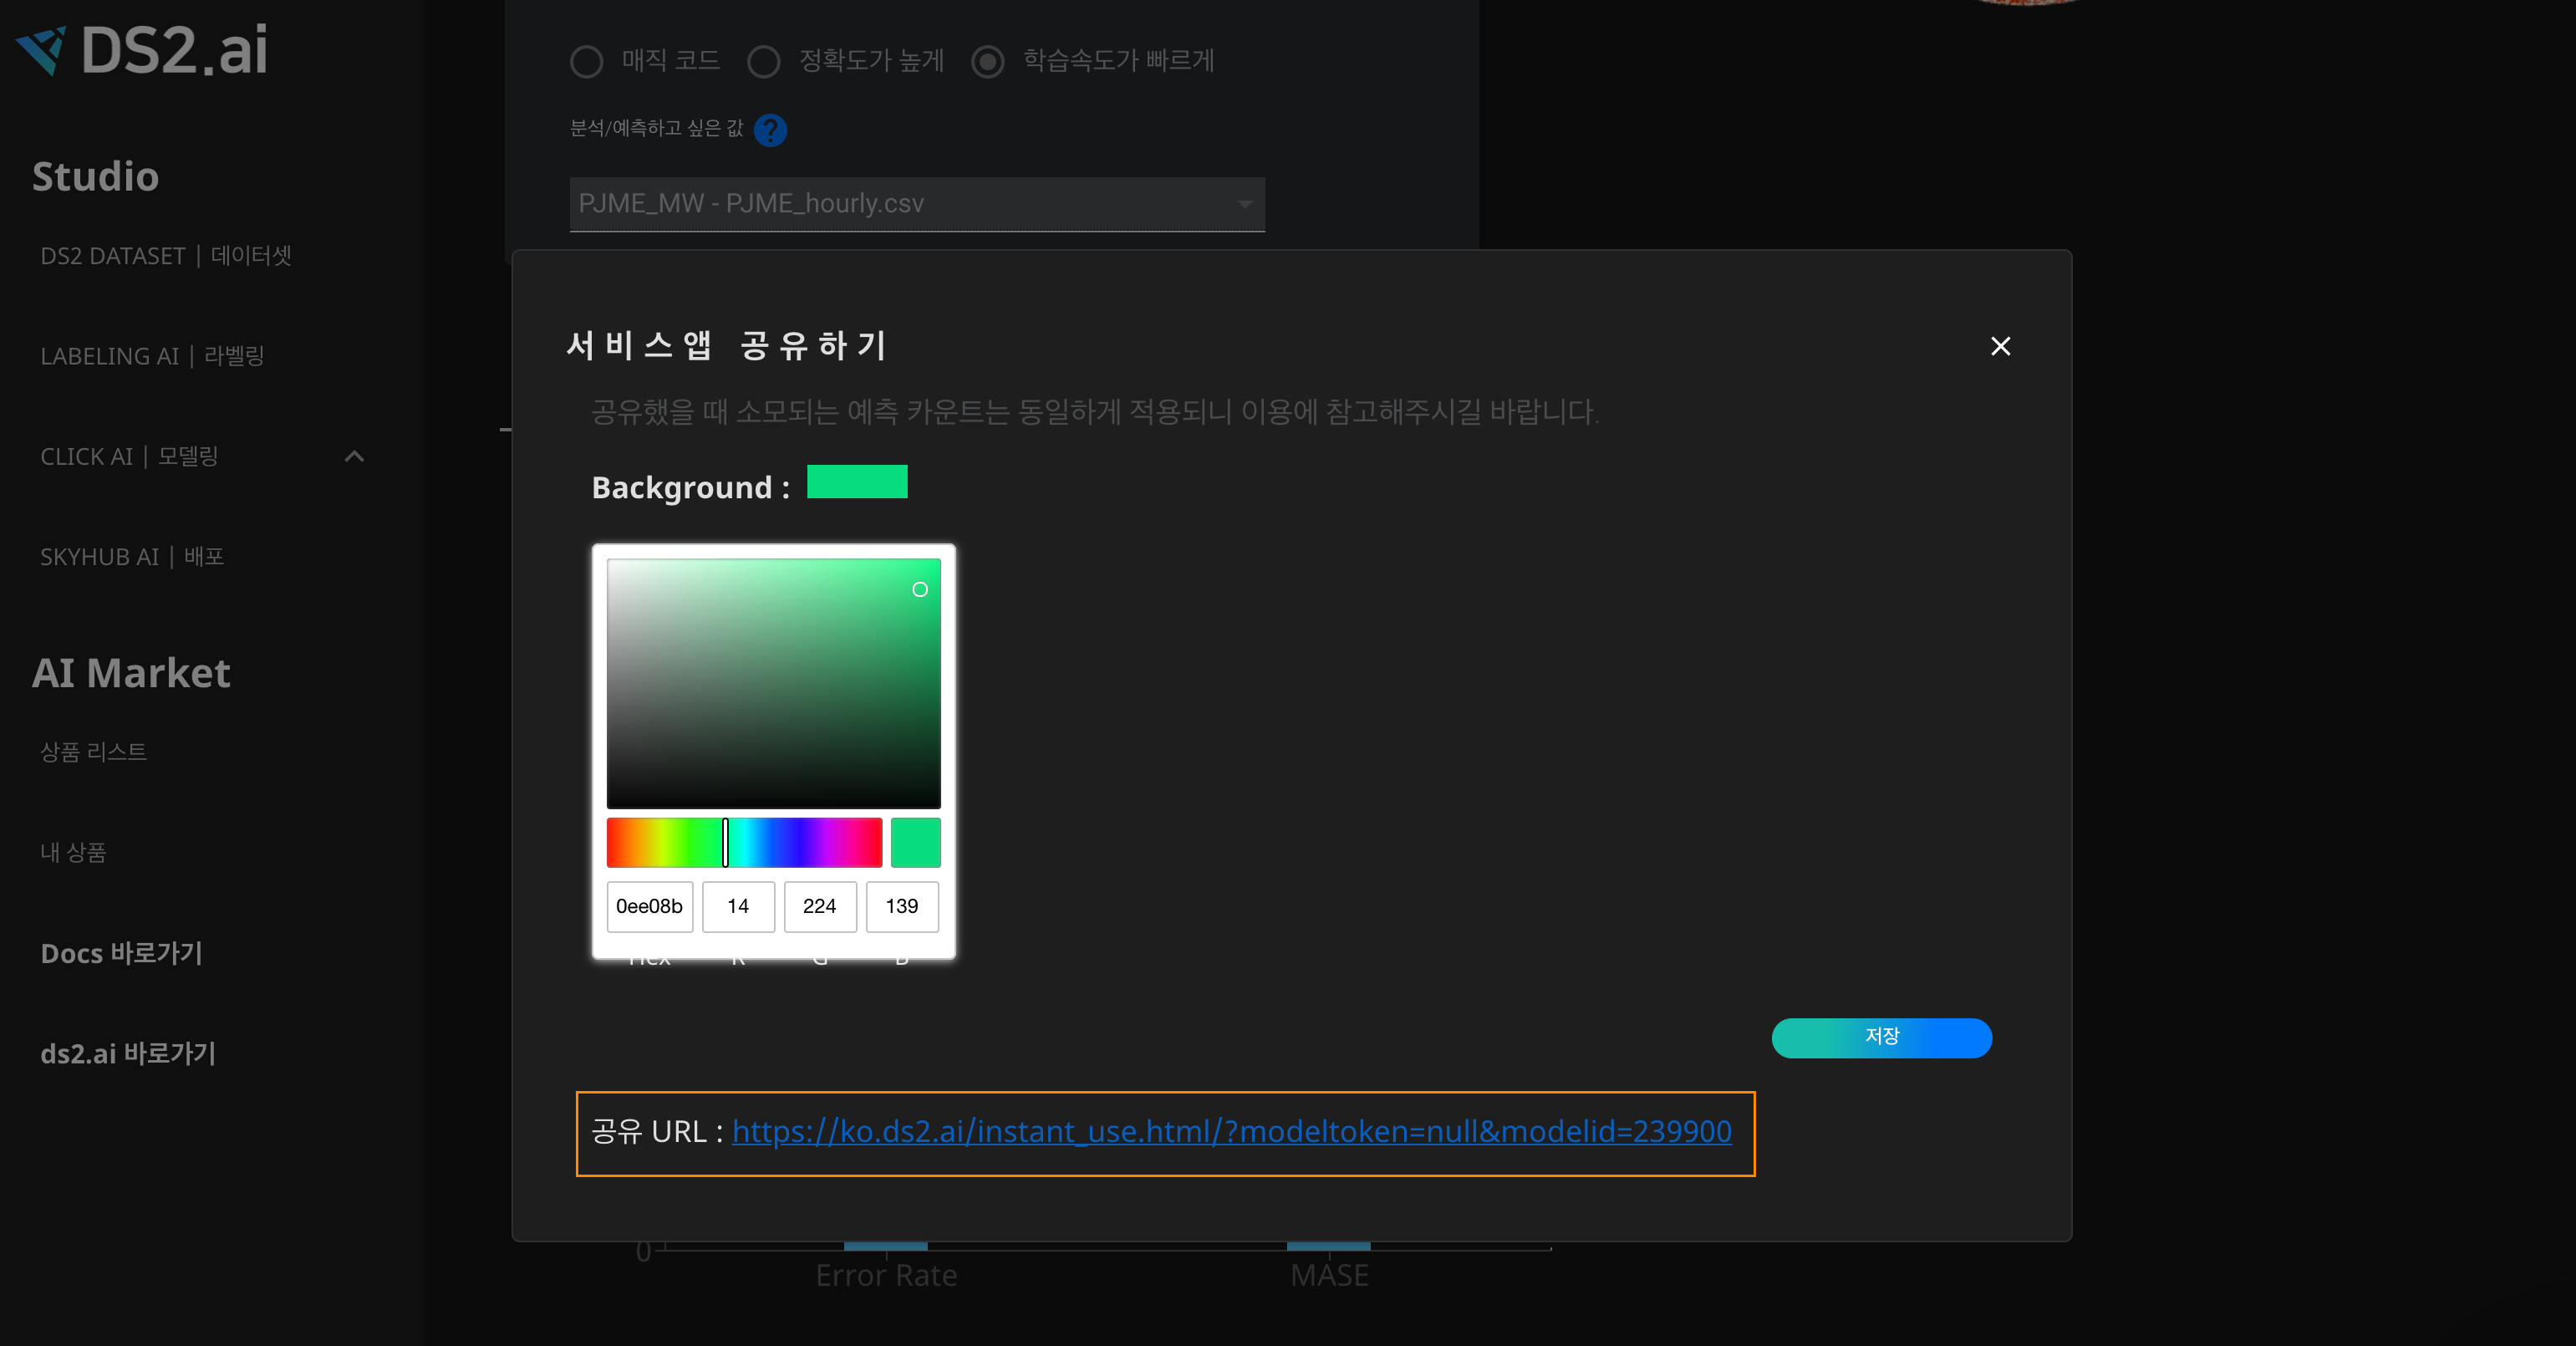 DS2.ai
Studio
DS2 DATASET | 데이터셋
LABELING AI | 라벨링
CLICK AI | 모델링
SKYHUB AI | 배포
AI Market
상품 리스트
내 상품
Docs 바로가기
ds2.ai 바로가기
매직 코드 정확도가 높게 학습속도가 빠르게
분석/예측하고 싶은 값 ?
PJME_MW - PJME_hourly.csv
서비스앱 공유하기
공유했을 때 소모되는 예측 카운트는 동일하게 적용되니 이용에 참고해주시길 바랍니다.
Background :
0ee08b 14 224 139
Hex R G B
저장
공유 URL : https://ko.ds2.ai/instant_use.html/?modeltoken=null&modelid=239900
0
Error Rate MASE